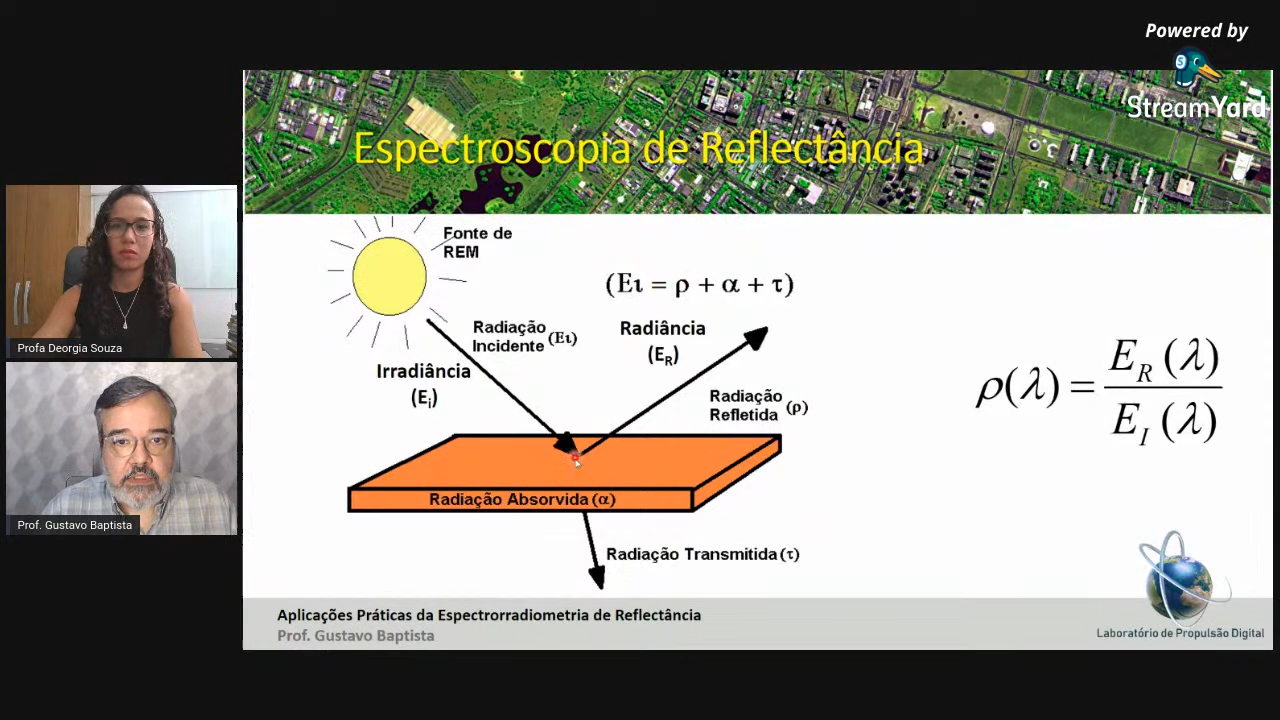 Powered by
StreamYard
Espectroscopia de Reflectância
Fonte de
REM
(Eι = ρ + α + τ)
Radiação
Incidente (Eι)
Radiância
(E_R)
Irradiância
(E_i)
Radiação
Refletida (ρ)
ρ(λ) = E_R(λ) / E_I(λ)
Radiação Absorvida (α)
Radiação Transmitida (τ)
Profa Deorgia Souza
Prof. Gustavo Baptista
Aplicações Práticas da Espectrorradiometria de Reflectância
Prof. Gustavo Baptista
Laboratório de Propulsão Digital